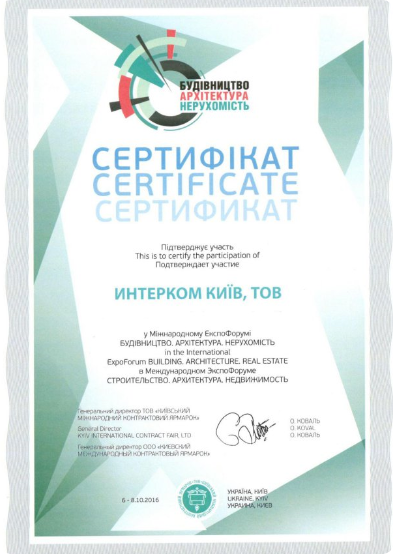 БУДІВНИЦТВО
АРХІТЕКТУРА
НЕРУХОМІСТЬ
СЕРТИФІКАТ
CERTIFICATE
СЕРТИФИКАТ
Підтверджує участь
This is to certify the participation of
Подтверждает участие
ИНТЕРКОМ КИЇВ, ТОВ
у Міжнародному ЕкспоФорумі
БУДІВНИЦТВО. АРХІТЕКТУРА. НЕРУХОМІСТЬ
in the International
ExpoForum BUILDING. ARCHITECTURE. REAL ESTATE
в Международном ЭкспоФоруме
СТРОИТЕЛЬСТВО. АРХИТЕКТУРА. НЕДВИЖИМОСТЬ
Генеральний директор ТОВ «КИЇВСЬКИЙ
МІЖНАРОДНИЙ КОНТРАКТОВИЙ ЯРМАРОК»
General Director
KYIV INTERNATIONAL CONTRACT FAIR, LTD
Генеральный директор ООО «КИЕВСКИЙ
МЕЖДУНАРОДНЫЙ КОНТРАКТОВЫЙ ЯРМАРОК»
О. КОВАЛЬ
O. KOVAL
О. КОВАЛЬ
6 - 8.10.2016
УКРАЇНА, КИЇВ
UKRAINE, KYIV
УКРАИНА, КИЕВ